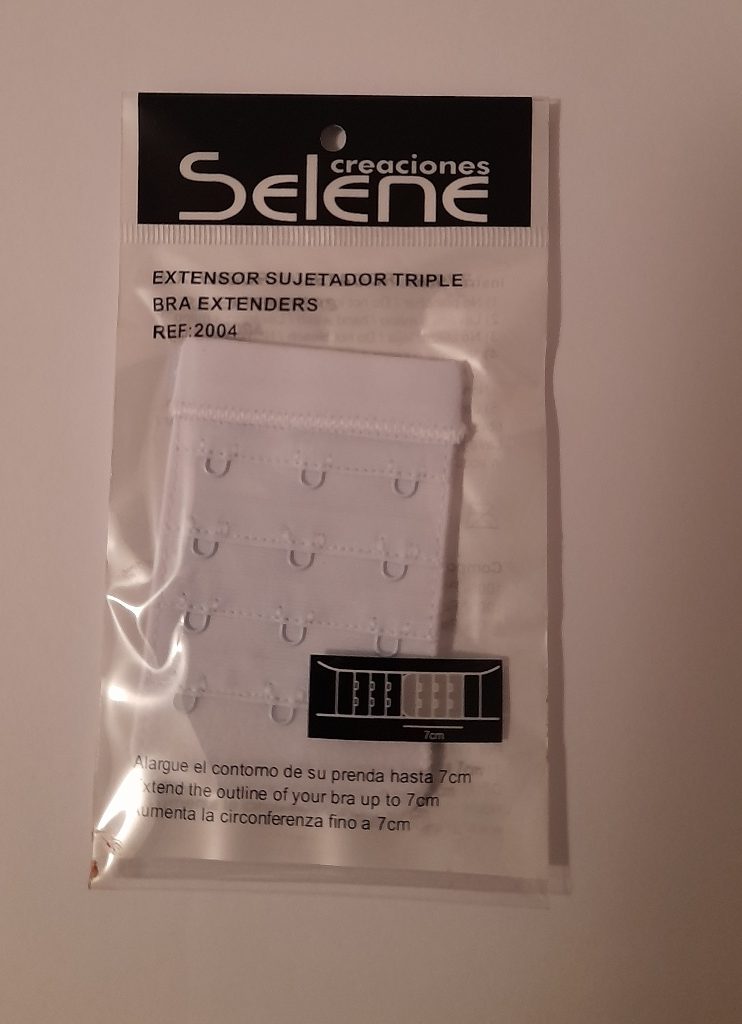 creaciones
Selene
EXTENSOR SUJETADOR TRIPLE
BRA EXTENDERS
REF:2004
7cm
Alargue el contorno de su prenda hasta 7cm
Extend the outline of your bra up to 7cm
Aumenta la circonferenza fino a 7cm